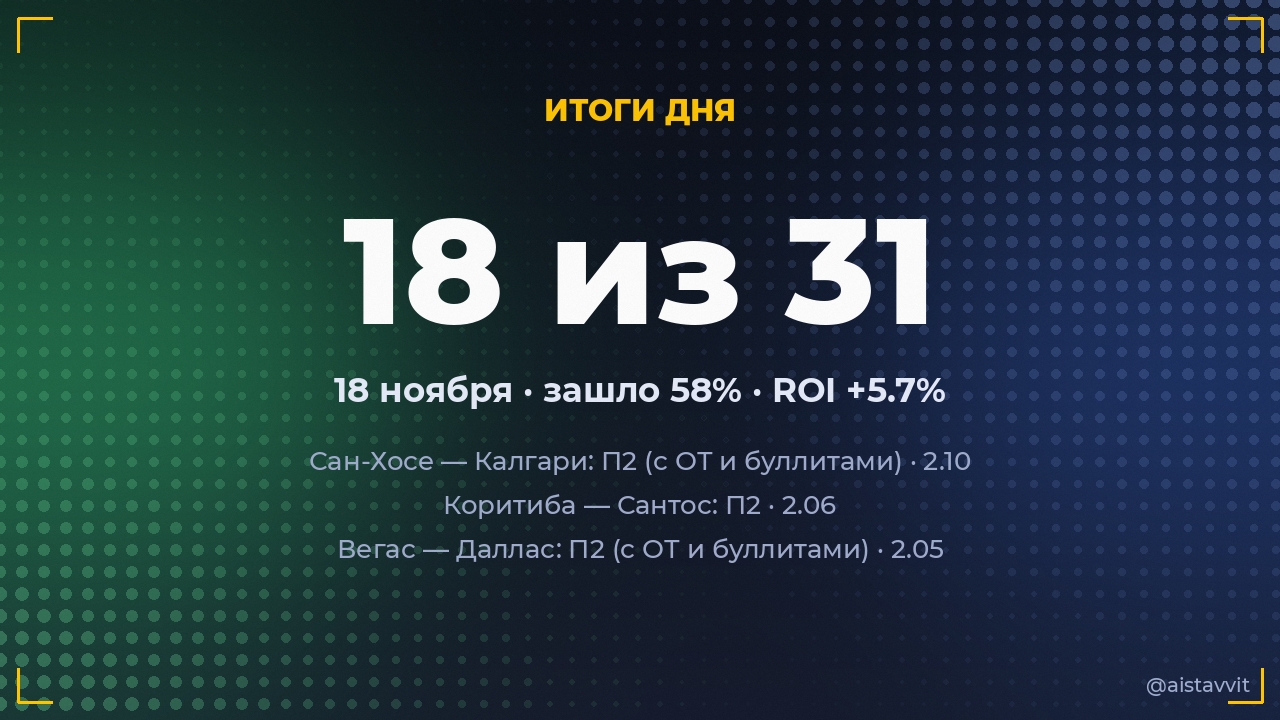 ИТОГИ ДНЯ
18 из 31
18 ноября · зашло 58% · ROI +5.7%
Сан-Хосе — Калгари: П2 (с ОТ и буллитами) · 2.10
Коритиба — Сантос: П2 · 2.06
Вегас — Даллас: П2 (с ОТ и буллитами) · 2.05
@aistavvit